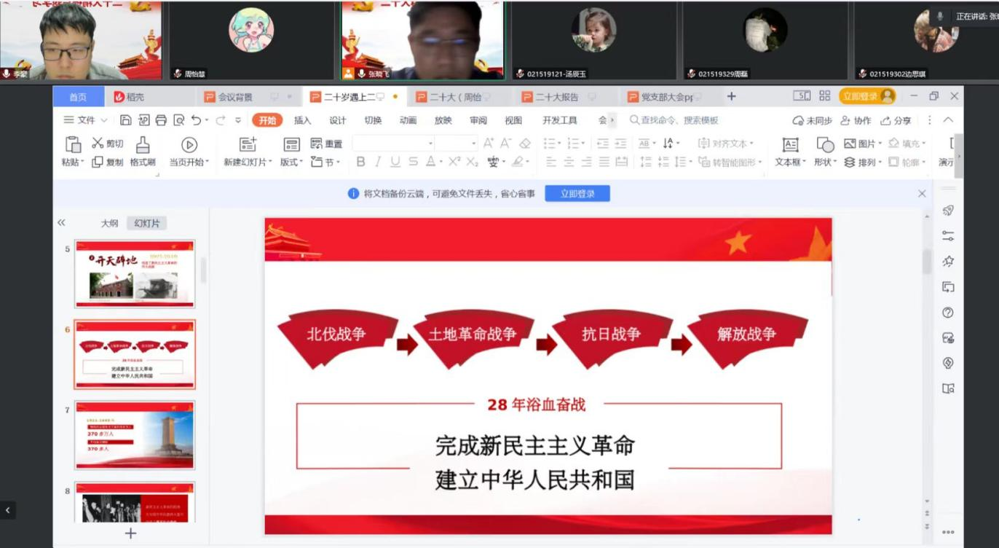 正在讲话: 张
周怡慧
张晓飞
021519121-汤辰玉
021519329周磊
021519302边思琪
首页
稻壳
会议背景
二十岁遇上二
二十大（周怡
二十大报告
党支部大会pp
立即登录
文件
开始
插入
设计
切换
动画
放映
审阅
视图
开发工具
会
查找命令、搜索模板
未同步
协作
分享
剪切
重置
对齐文本
图片
填充
粘贴
复制
格式刷
当页开始
新建幻灯片
版式
节
转智能图形
文本框
形状
排列
轮廓
演示
将文档备份云端，可避免文件丢失，省心省事
立即登录
大纲
幻灯片
5
开天辟地
6
28年浴血奋战
完成新民主主义革命
建立中华人民共和国
7
270多万人
370多人
8
北伐战争
土地革命战争
抗日战争
解放战争
28 年浴血奋战
完成新民主主义革命
建立中华人民共和国